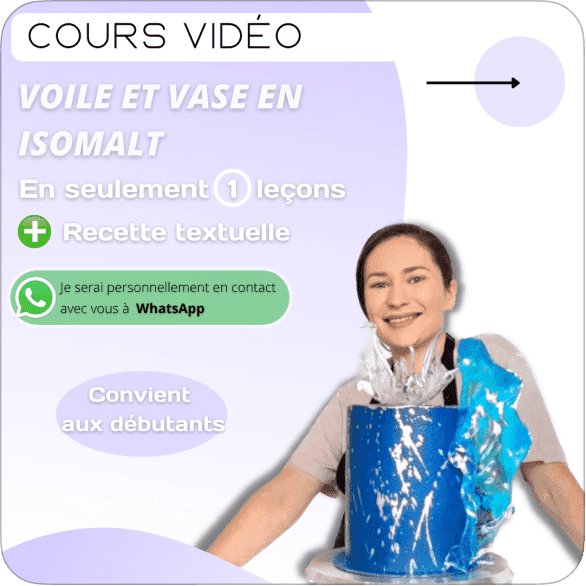 COURS VIDÉO
VOILE ET VASE EN
ISOMALT
En seulement 1 leçons
Recette textuelle
Je serai personnellement en contact
avec vous à WhatsApp
Convient
aux débutants